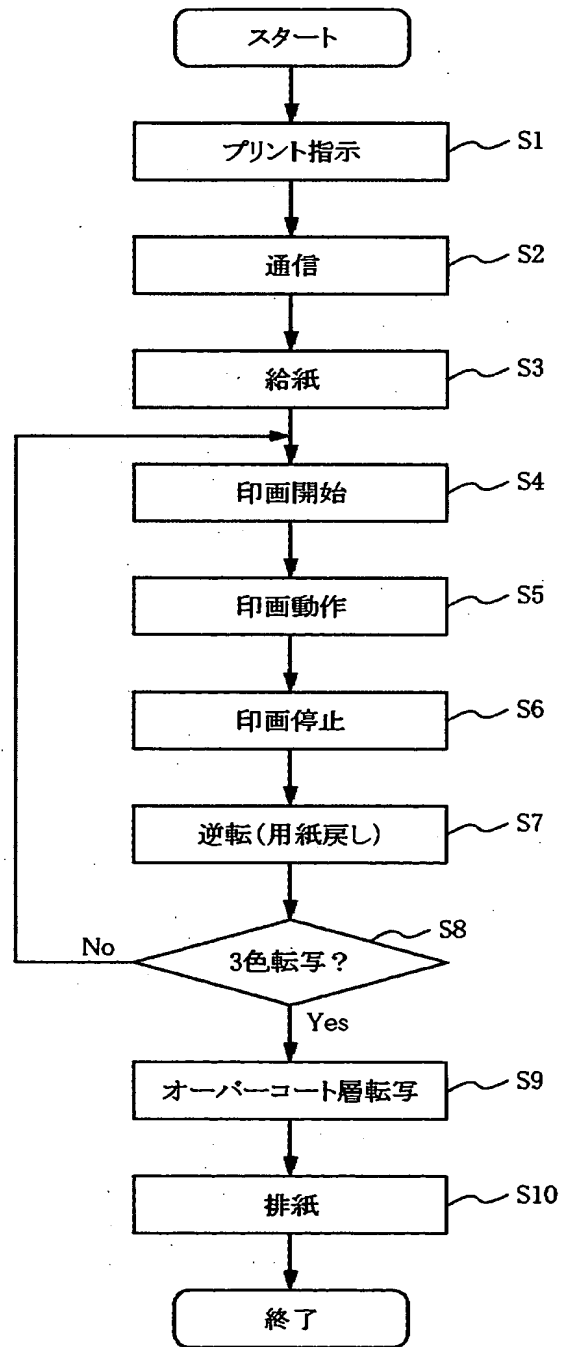 スタート
プリント指示
S1
通信
S2
給紙
S3
印画開始
S4
印画動作
S5
印画停止
S6
逆転(用紙戻し)
S7
3色転写?
S8
No
Yes
オーバーコート層転写
S9
排紙
S10
終了